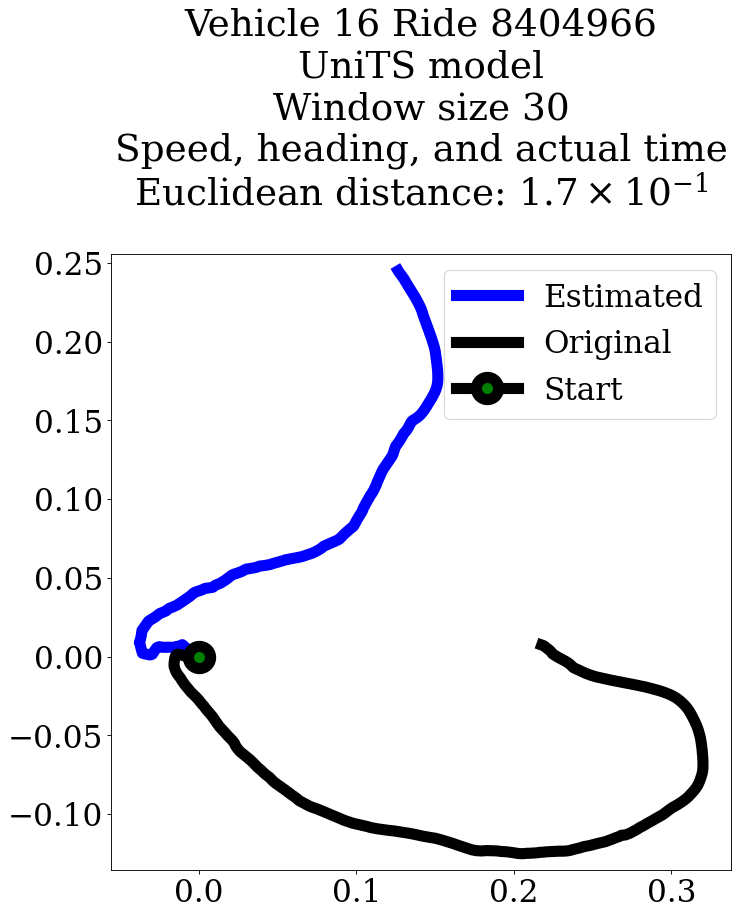 Vehicle 16 Ride 8404966
UniTS model
Window size 30
Speed, heading, and actual time
Euclidean distance: 1.7 × 10⁻¹
0.25
0.20
0.15
0.10
0.05
0.00
−0.05
−0.10
Estimated
Original
Start
0.0 0.1 0.2 0.3